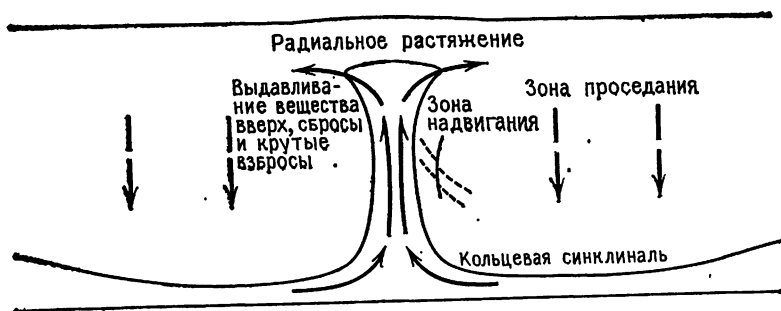 Радиальное растяжение
Выдавлива-
ние вещества
вверх, сбросы
и крутые
взбросы
Зона
надвигания
Зона проседания
Кольцевая синклиналь